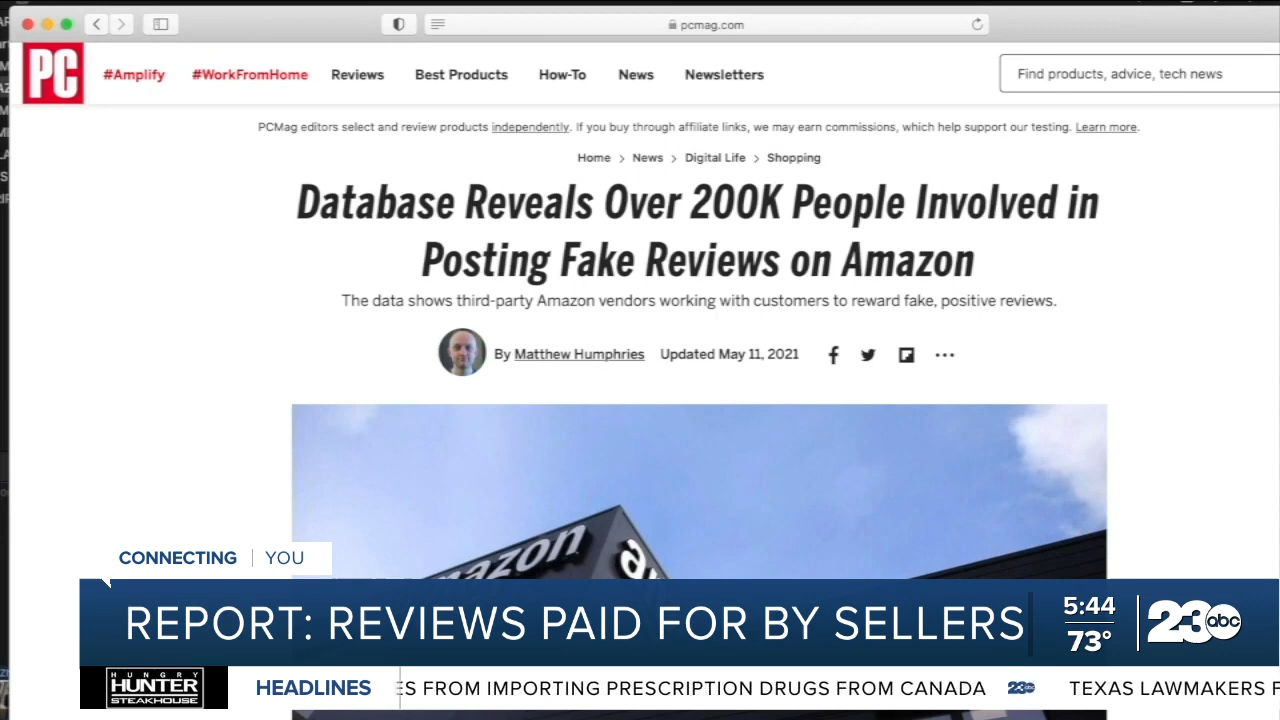 pcmag.com
PC
#Amplify #WorkFromHome Reviews Best Products How-To News Newsletters
Find products, advice, tech news
PCMag editors select and review products independently. If you buy through affiliate links, we may earn commissions, which help support our testing. Learn more.
Home > News > Digital Life > Shopping
Database Reveals Over 200K People Involved in
Posting Fake Reviews on Amazon
The data shows third-party Amazon vendors working with customers to reward fake, positive reviews.
By Matthew Humphries Updated May 11, 2021
amazon
CONNECTING | YOU
REPORT: REVIEWS PAID FOR BY SELLERS
5:44
73°
23 abc
HUNGRY
HUNTER
STEAKHOUSE
HEADLINES
ES FROM IMPORTING PRESCRIPTION DRUGS FROM CANADA 23abc TEXAS LAWMAKERS F